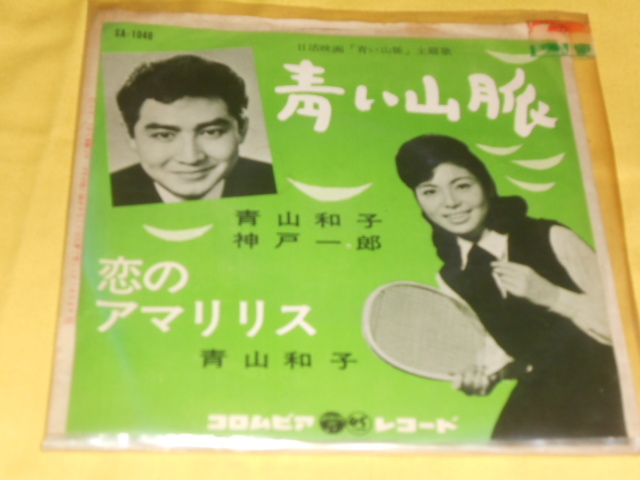 SA-1040
日活映画「青い山脈」主題歌
青い山脈
青山和子
神戸一郎
恋の
アマリリス
青山和子
コロムビア レコード